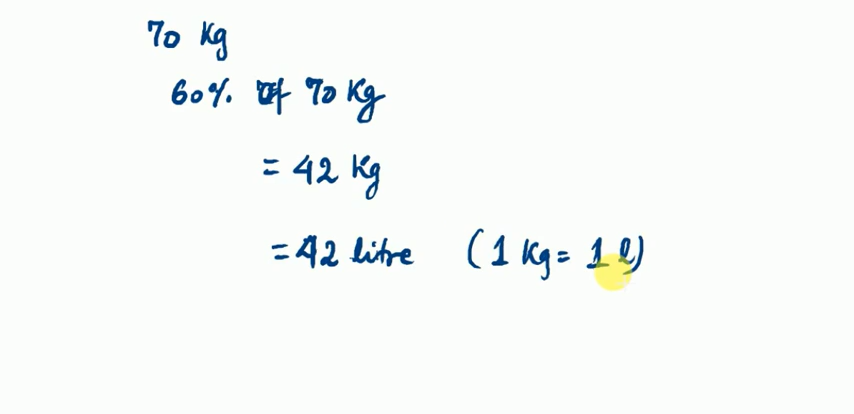 70 Kg
60% of 70 Kg
= 42 Kg
= 42 litre (1 Kg = 1 l)